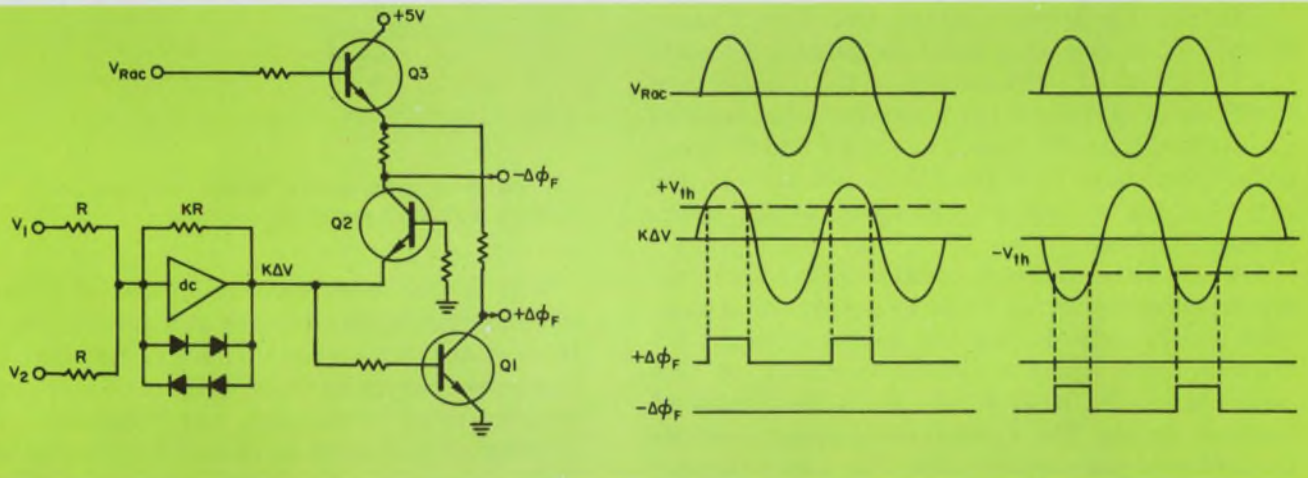 +5V
V_Rac
Q3
−Δϕ_F
Q2
V_1
R
KR
dc
KΔV
V_2
R
+Δϕ_F
Q1
V_Rac
+V_th
KΔV
+Δϕ_F
−Δϕ_F
−V_th